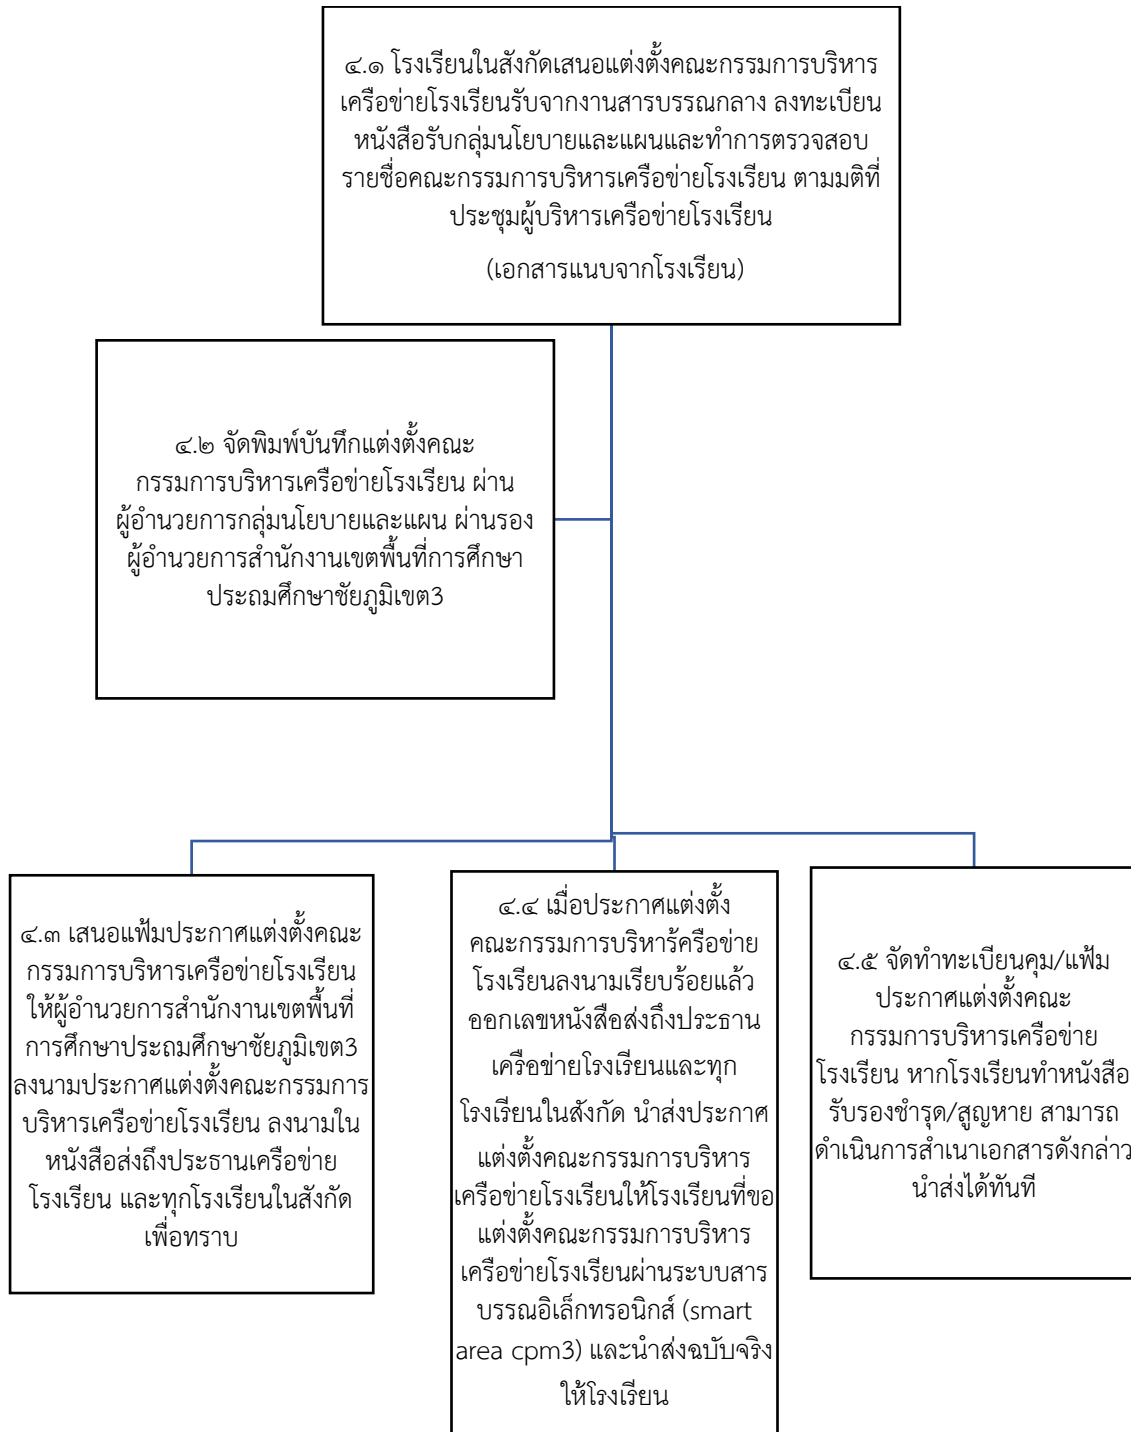 ๔.๑ โรงเรียนในสังกัดเสนอแต่งตั้งคณะกรรมการบริหาร
เครือข่ายโรงเรียนรับจากงานสารบรรณกลาง ลงทะเบียน
หนังสือรับกลุ่มนโยบายและแผนและทำการตรวจสอบ
รายชื่อคณะกรรมการบริหารเครือข่ายโรงเรียน ตามมติที่
ประชุมผู้บริหารเครือข่ายโรงเรียน
(เอกสารแนบจากโรงเรียน)
๔.๒ จัดพิมพ์บันทึกแต่งตั้งคณะ
กรรมการบริหารเครือข่ายโรงเรียน ผ่าน
ผู้อำนวยการกลุ่มนโยบายและแผน ผ่านรอง
ผู้อำนวยการสำนักงานเขตพื้นที่การศึกษา
ประถมศึกษาชัยภูมิเขต3
๔.๓ เสนอแฟ้มประกาศแต่งตั้งคณะ
กรรมการบริหารเครือข่ายโรงเรียน
ให้ผู้อำนวยการสำนักงานเขตพื้นที่
การศึกษาประถมศึกษาชัยภูมิเขต3
ลงนามประกาศแต่งตั้งคณะกรรมการ
บริหารเครือข่ายโรงเรียน ลงนามใน
หนังสือส่งถึงประธานเครือข่าย
โรงเรียน และทุกโรงเรียนในสังกัด
เพื่อทราบ
๔.๔ เมื่อประกาศแต่งตั้ง
คณะกรรมการบริหาร้ครือข่าย
โรงเรียนลงนามเรียบร้อยแล้ว
ออกเลขหนังสือส่งถึงประธาน
เครือข่ายโรงเรียนและทุก
โรงเรียนในสังกัด นำส่งประกาศ
แต่งตั้งคณะกรรมการบริหาร
เครือข่ายโรงเรียนให้โรงเรียนที่ขอ
แต่งตั้งคณะกรรมการบริหาร
เครือข่ายโรงเรียนผ่านระบบสาร
บรรณอิเล็กทรอนิกส์ (smart
area cpm3) และนำส่งฉบับจริง
ให้โรงเรียน
๔.๕ จัดทำทะเบียนคุม/แฟ้ม
ประกาศแต่งตั้งคณะ
กรรมการบริหารเครือข่าย
โรงเรียน หากโรงเรียนทำหนังสือ
รับรองชำรุด/สูญหาย สามารถ
ดำเนินการสำเนาเอกสารดังกล่าว
นำส่งได้ทันที